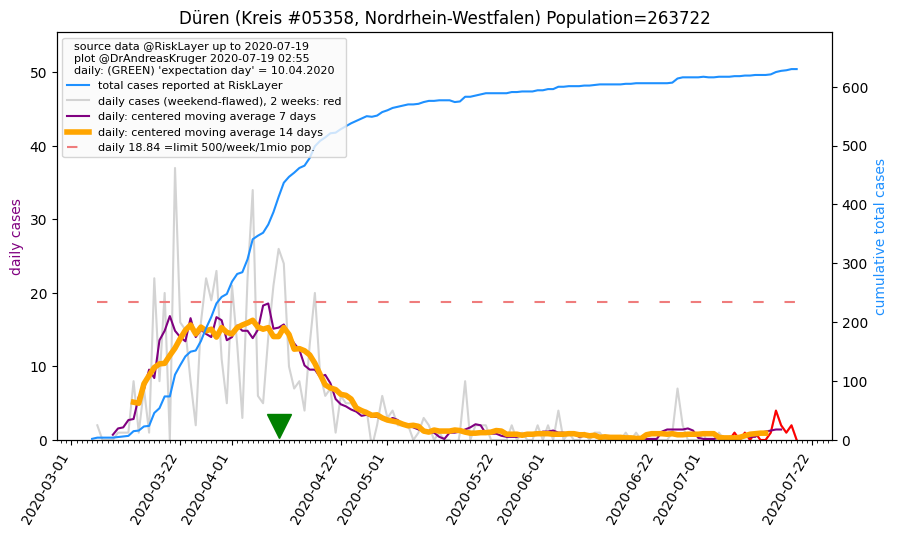 Düren (Kreis #05358, Nordrhein-Westfalen) Population=263722
source data @RiskLayer up to 2020-07-19
plot @DrAndreasKruger 2020-07-19 02:55
daily: (GREEN) 'expectation day' = 10.04.2020
total cases reported at RiskLayer
daily cases (weekend-flawed), 2 weeks: red
daily: centered moving average 7 days
daily: centered moving average 14 days
daily 18.84 =limit 500/week/1mio pop.
daily cases
50
40
30
20
10
0
cumulative total cases
600
500
400
300
200
100
0
2020-03-01
2020-03-22
2020-04-01
2020-04-22
2020-05-01
2020-05-22
2020-06-01
2020-06-22
2020-07-01
2020-07-22